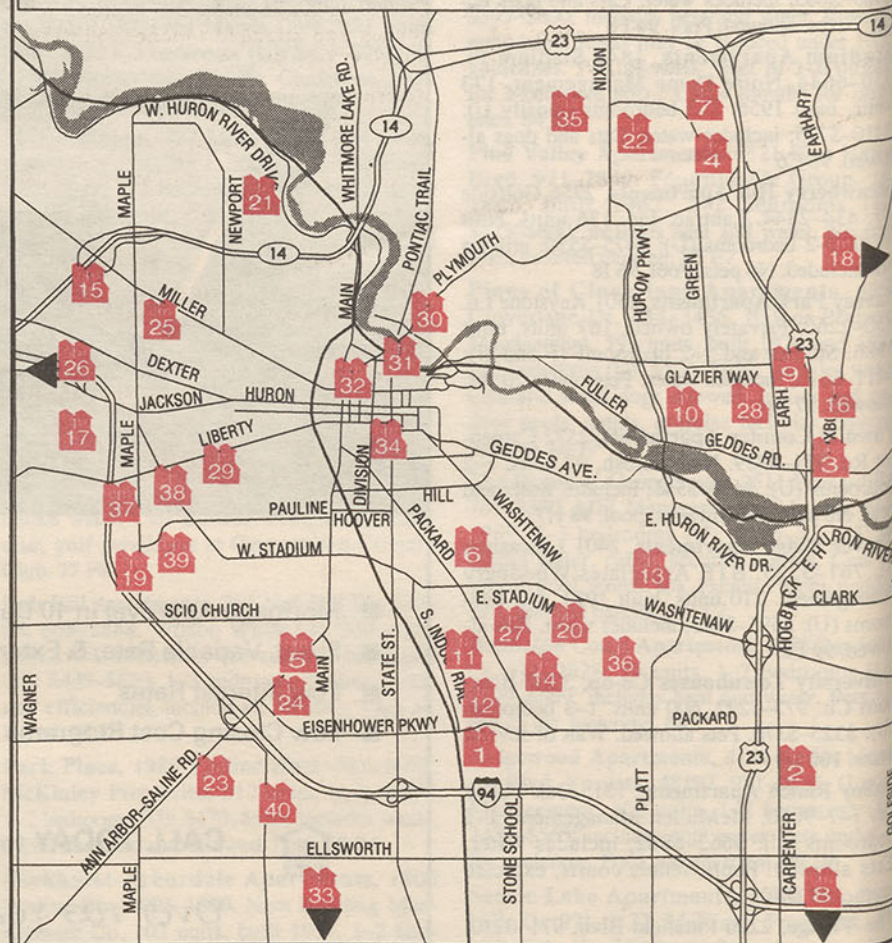 14
23
NIXON
WHITMORE LAKE RD.
7
35
22
4
EARHART
14
W. HURON RIVER DRIVE
MAPLE
NEWPORT
21
PONTIAC TRAIL
PLYMOUTH
14
18
HURON PKWY
GREEN
15
MILLER
25
MAIN
30
23
26
DEXTER
32
31
9
JACKSON
HURON
FULLER
GLAZIER WAY
10
28
EARH
16
17
MAPLE
LIBERTY
34
GEDDES AVE.
GEDDES RD.
3
29
38
37
DIVISION
HILL
WASHTENAW
PAULINE
HOOVER
PACKARD
E. HURON RIVER DR.
W. STADIUM
6
39
19
13
HOGBACK
E. HURON RIVER
CLARK
SCIO CHURCH
E. STADIUM
WASHTENAW
27
20
5
MAIN
STATE ST.
S. INDUSTRIAL
11
14
36
WAGNER
24
12
EISENHOWER PKWY
PACKARD
1
23
2
23
94
PLATT
ANN ARBOR-SALINE RD.
40
ELLSWORTH
STONE SCHOOL
CARPENTER
MAPLE
33
8